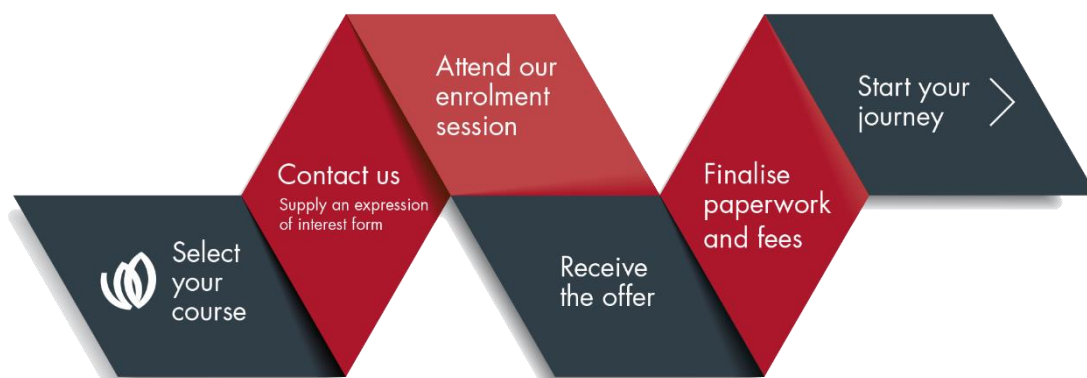 Select
your
course
Contact us
Supply an expression
of interest form
Attend our
enrolment
session
Receive
the offer
Finalise
paperwork
and fees
Start your
journey